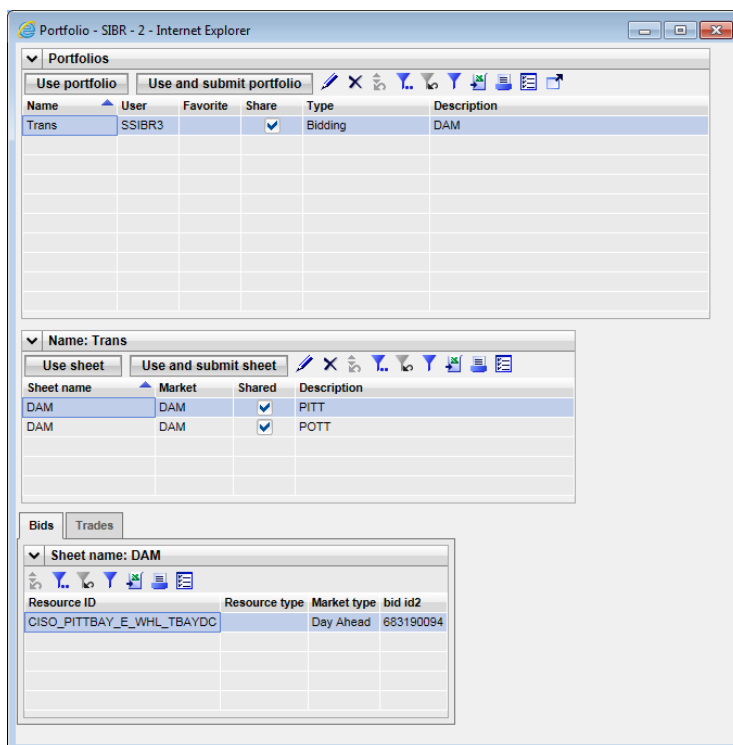 Portfolio - SIBR - 2 - Internet Explorer
Portfolios
Use portfolio Use and submit portfolio
Name User Favorite Share Type Description
Trans SSIBR3 Bidding DAM
Name: Trans
Use sheet Use and submit sheet
Sheet name Market Shared Description
DAM DAM PITT
DAM DAM POTT
Bids Trades
Sheet name: DAM
Resource ID Resource type Market type bid id2
CISO_PITTBAY_E_WHL_TBAYDC Day Ahead 683190094